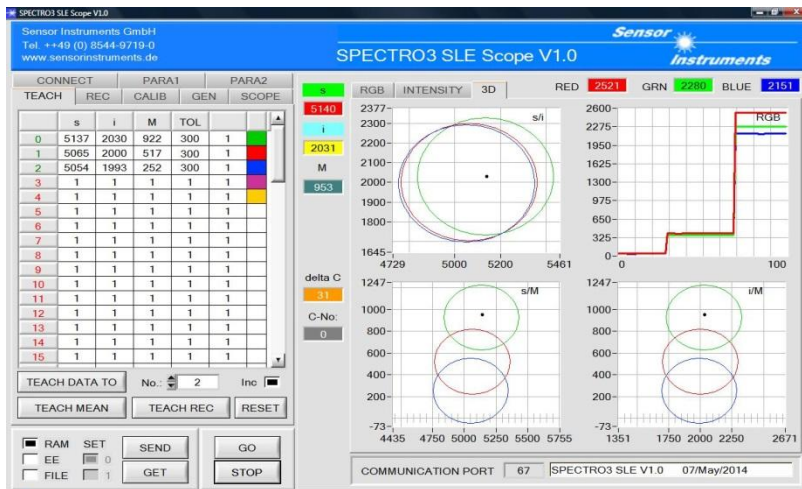 SPECTRO3 SLE Scope V1.0
Sensor Instruments GmbH
Tel. ++49 (0) 8544-9719-0
www.sensorinstruments.de
SPECTRO3 SLE Scope V1.0
Sensor
Instruments
CONNECT PARA1 PARA2
TEACH REC CALIB GEN SCOPE
s i M TOL
0 5137 2030 922 300 1
1 5065 2000 517 300 1
2 5054 1993 252 300 1
3 1 1 1 1 1
4 1 1 1 1 1
5 1 1 1 1 1
6 1 1 1 1 1
7 1 1 1 1 1
8 1 1 1 1 1
9 1 1 1 1 1
10 1 1 1 1 1
11 1 1 1 1 1
12 1 1 1 1 1
13 1 1 1 1 1
14 1 1 1 1 1
15 1 1 1 1 1
TEACH DATA TO No.: 2 Inc
TEACH MEAN TEACH REC RESET
RAM SET
EE 0
FILE 1
SEND GO
GET STOP
s
5140
i
2031
M
953
delta C
31
C-No:
0
RGB INTENSITY 3D
RED 2521 GRN 2280 BLUE 2151
s/i
2377
2300
2200
2100
2000
1900
1800
1645
4729 5000 5200 5461
RGB
2600
2275
1950
1625
1300
975
650
325
0
0 100
s/M
1247
1000
800
600
400
200
-73
4435 4750 5000 5250 5500 5755
i/M
1247
1000
800
600
400
200
-73
1351 1750 2000 2250 2671
COMMUNICATION PORT 67 SPECTRO3 SLE V1.0 07/May/2014